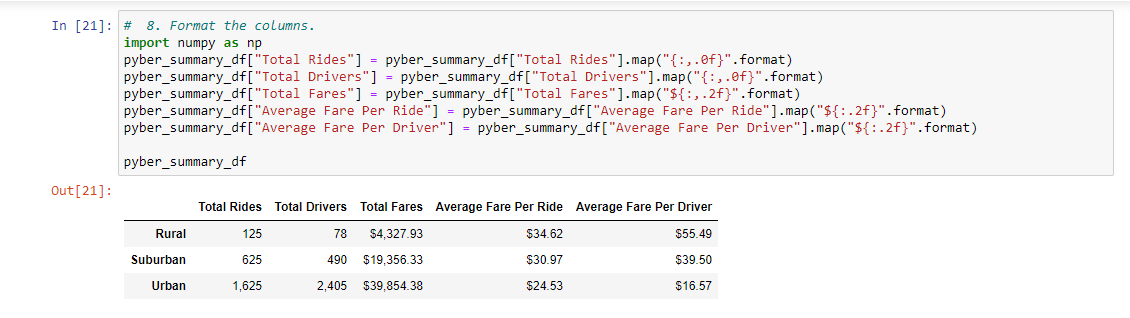 In [21]: #  8. Format the columns.
import numpy as np
pyber_summary_df["Total Rides"] = pyber_summary_df["Total Rides"].map("{:,.0f}".format)
pyber_summary_df["Total Drivers"] = pyber_summary_df["Total Drivers"].map("{:,.0f}".format)
pyber_summary_df["Total Fares"] = pyber_summary_df["Total Fares"].map("${:,.2f}".format)
pyber_summary_df["Average Fare Per Ride"] = pyber_summary_df["Average Fare Per Ride"].map("${:.2f}".format)
pyber_summary_df["Average Fare Per Driver"] = pyber_summary_df["Average Fare Per Driver"].map("${:.2f}".format)
pyber_summary_df
Out[21]:
Total Rides Total Drivers Total Fares Average Fare Per Ride Average Fare Per Driver
Rural 125 78 $4,327.93 $34.62 $55.49
Suburban 625 490 $19,356.33 $30.97 $39.50
Urban 1,625 2,405 $39,854.38 $24.53 $16.57